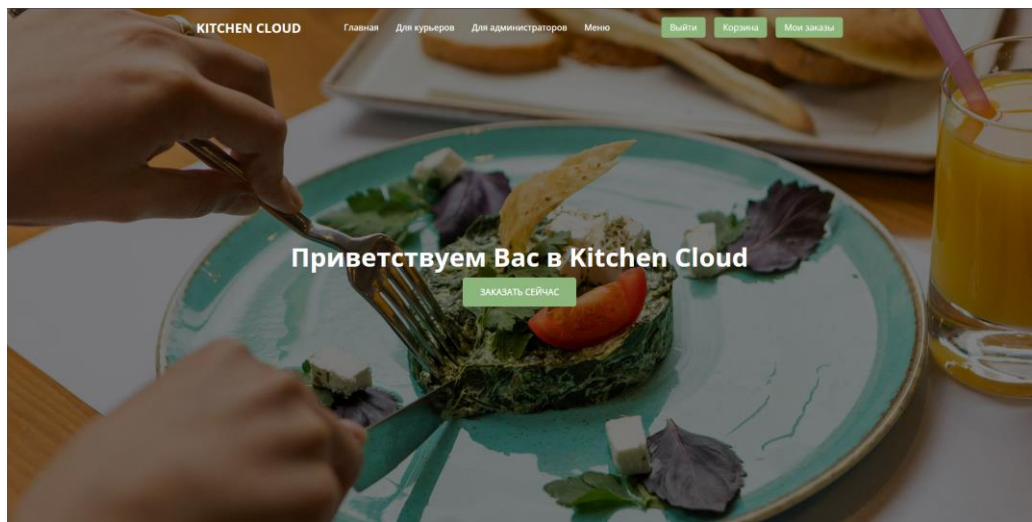 KITCHEN CLOUD Главная Для курьеров Для администраторов Меню Выйти Корзина Мои заказы
Приветствуем Вас в Kitchen Cloud
ЗАКАЗАТЬ СЕЙЧАС